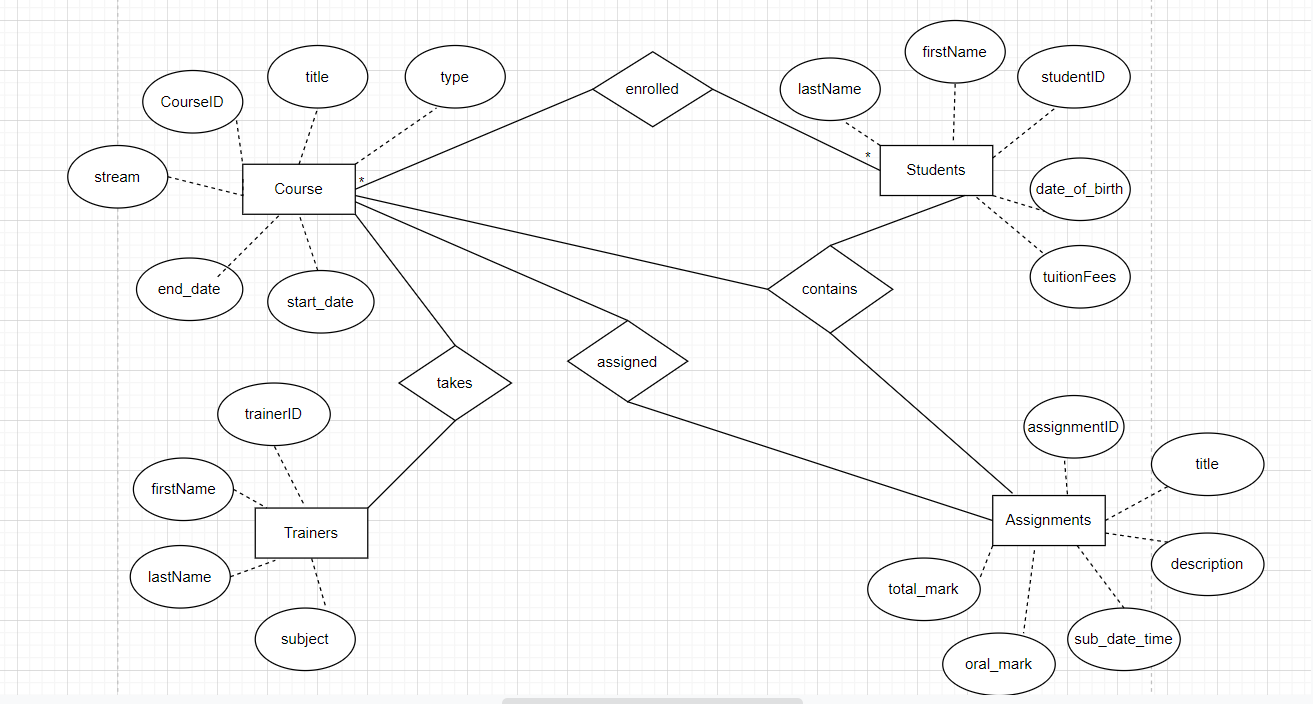 firstName
title
type
studentID
lastName
enrolled
CourseID
*
Students
stream
Course
*
date_of_birth
end_date
start_date
contains
tuitionFees
assigned
takes
trainerID
assignmentID
title
firstName
Assignments
Trainers
description
lastName
total_mark
subject
sub_date_time
oral_mark